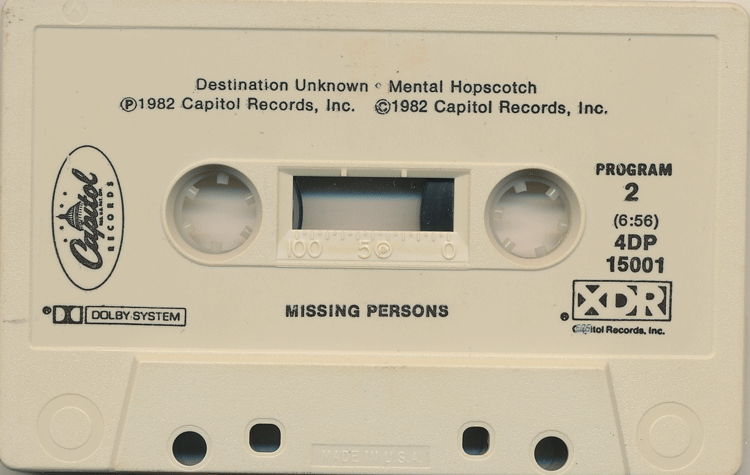 Destination Unknown • Mental Hopscotch
℗1982 Capitol Records, Inc. ©1982 Capitol Records, Inc.
Capitol
RECORDS
PROGRAM
2
(6:56)
4DP
15001
100 50 0
XDR
Capitol Records, Inc.
® DOLBY SYSTEM
MISSING PERSONS
MADE IN U.S.A.